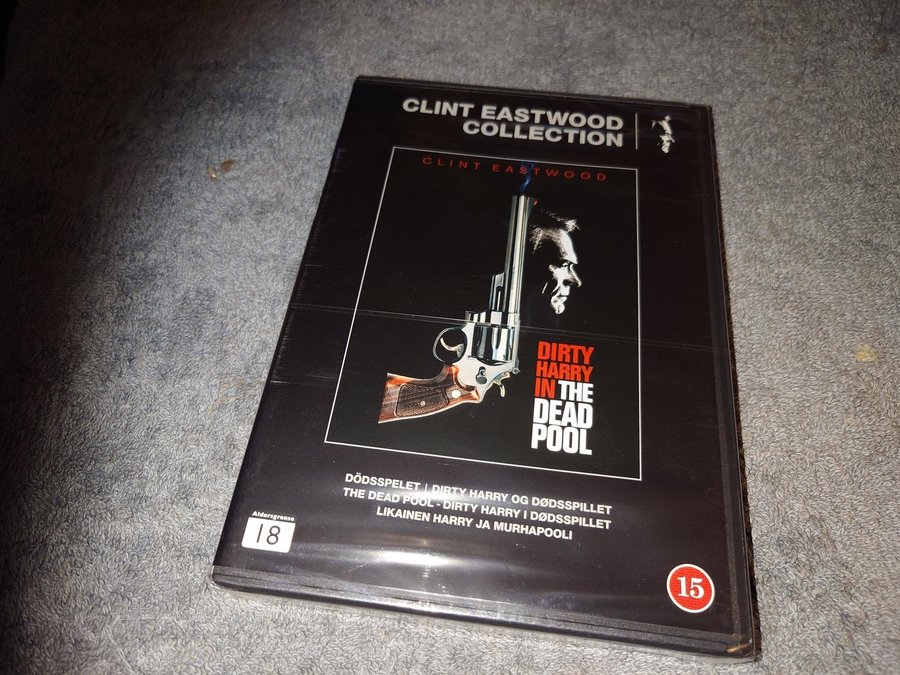 CLINT EASTWOOD
COLLECTION
CLINT EASTWOOD
DIRTY
HARRY
IN THE
DEAD
POOL
DÖDSSPELET | DIRTY HARRY OG DØDSSPILLET
THE DEAD POOL - DIRTY HARRY I DØDSSPILLET
LIKAINEN HARRY JA MURHAPOOLI
Aldersgrense
18
15